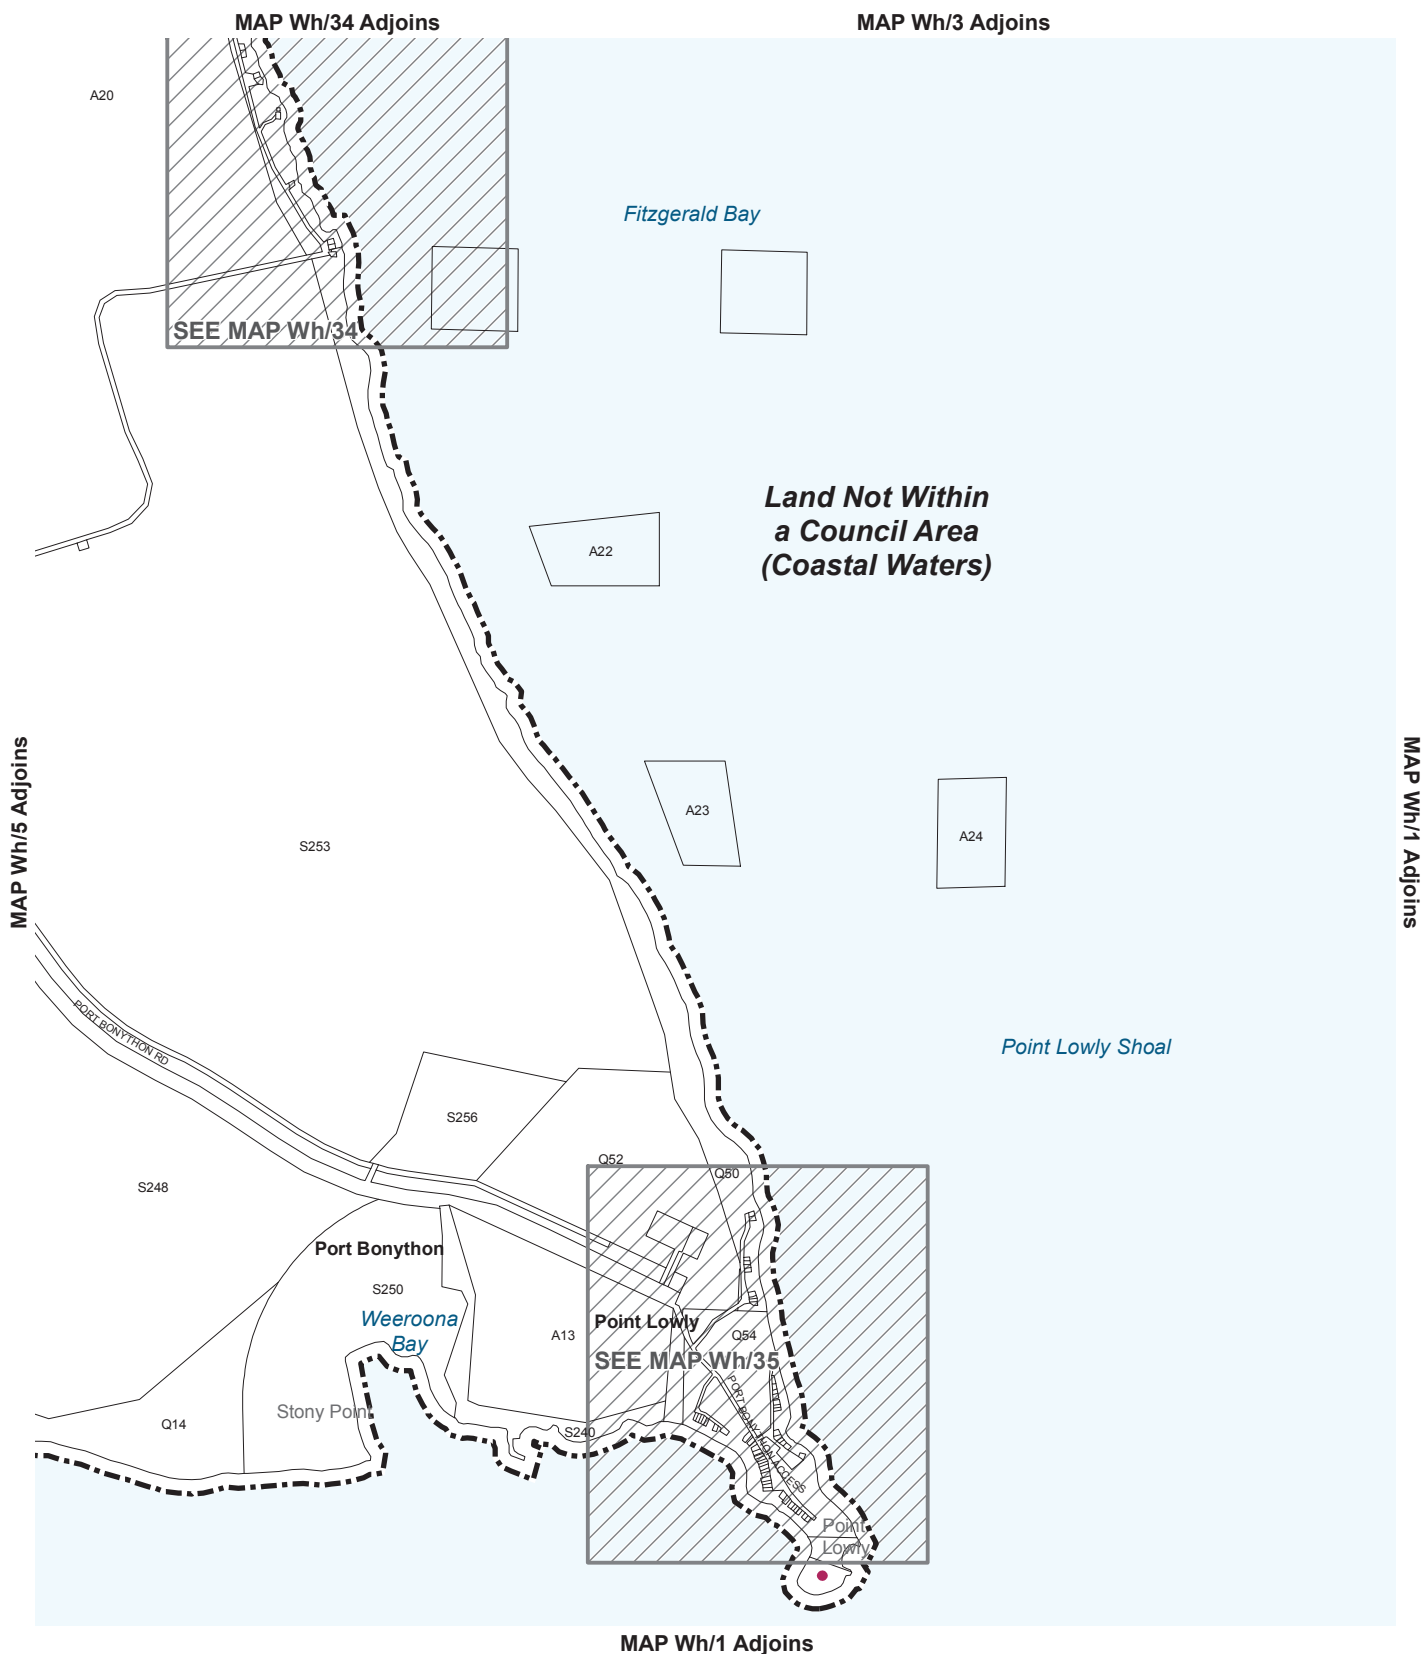 MAP Wh/34 Adjoins
MAP Wh/3 Adjoins
A20
Fitzgerald Bay
SEE MAP Wh/34
Land Not Within
a Council Area
(Coastal Waters)
A22
MAP Wh/5 Adjoins
MAP Wh/1 Adjoins
A23
A24
S253
PORT BONYTHON RD
Point Lowly Shoal
S256
Q52
Q50
S248
Port Bonython
S250
Weeroona
Bay
A13
Point Lowly
Q54
SEE MAP Wh/35
PORT BONYTHON ACCESS
Stony Point
Q14
S240
Point
Lowly
MAP Wh/1 Adjoins